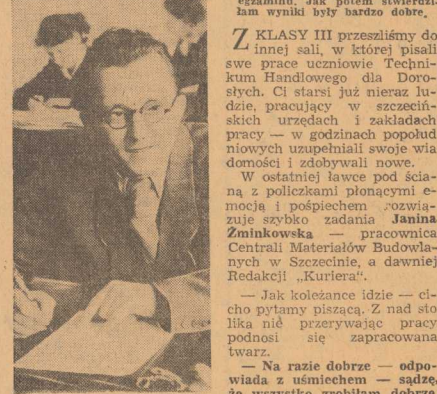 egzaminu. Jak potem stwierdzi-
łam wyniki były bardzo dobre.
Z KLASY III przeszliśmy do
innej sali, w której pisali
swe prace uczniowie Techni-
kum Handlowego dla Doro-
słych. Ci starsi już nieraz lu-
dzie, pracujący w szczeciń-
skich urzędach i zakładach
pracy — w godzinach popołud
niowych uzupełniali swoje wia
domości i zdobywali nowe.
W ostatniej ławce pod ścia-
ną z policzkami płonącymi e-
mocją i pośpiechem rozwią-
zuje szybko zadania Janina
Żminkowska — pracownica
Centrali Materiałów Budowla-
nych w Szczecinie, a dawniej
Redakcji „Kuriera".
— Jak koleżance idzie — ci-
cho pytamy piszącą. Z nad sto
lika nie przerywając pracy
podnosi się zapracowana
twarz.
— Na razie dobrze — odpo-
wiada z uśmiechem — sądzę,
że wszystko zrobiłam dobrze